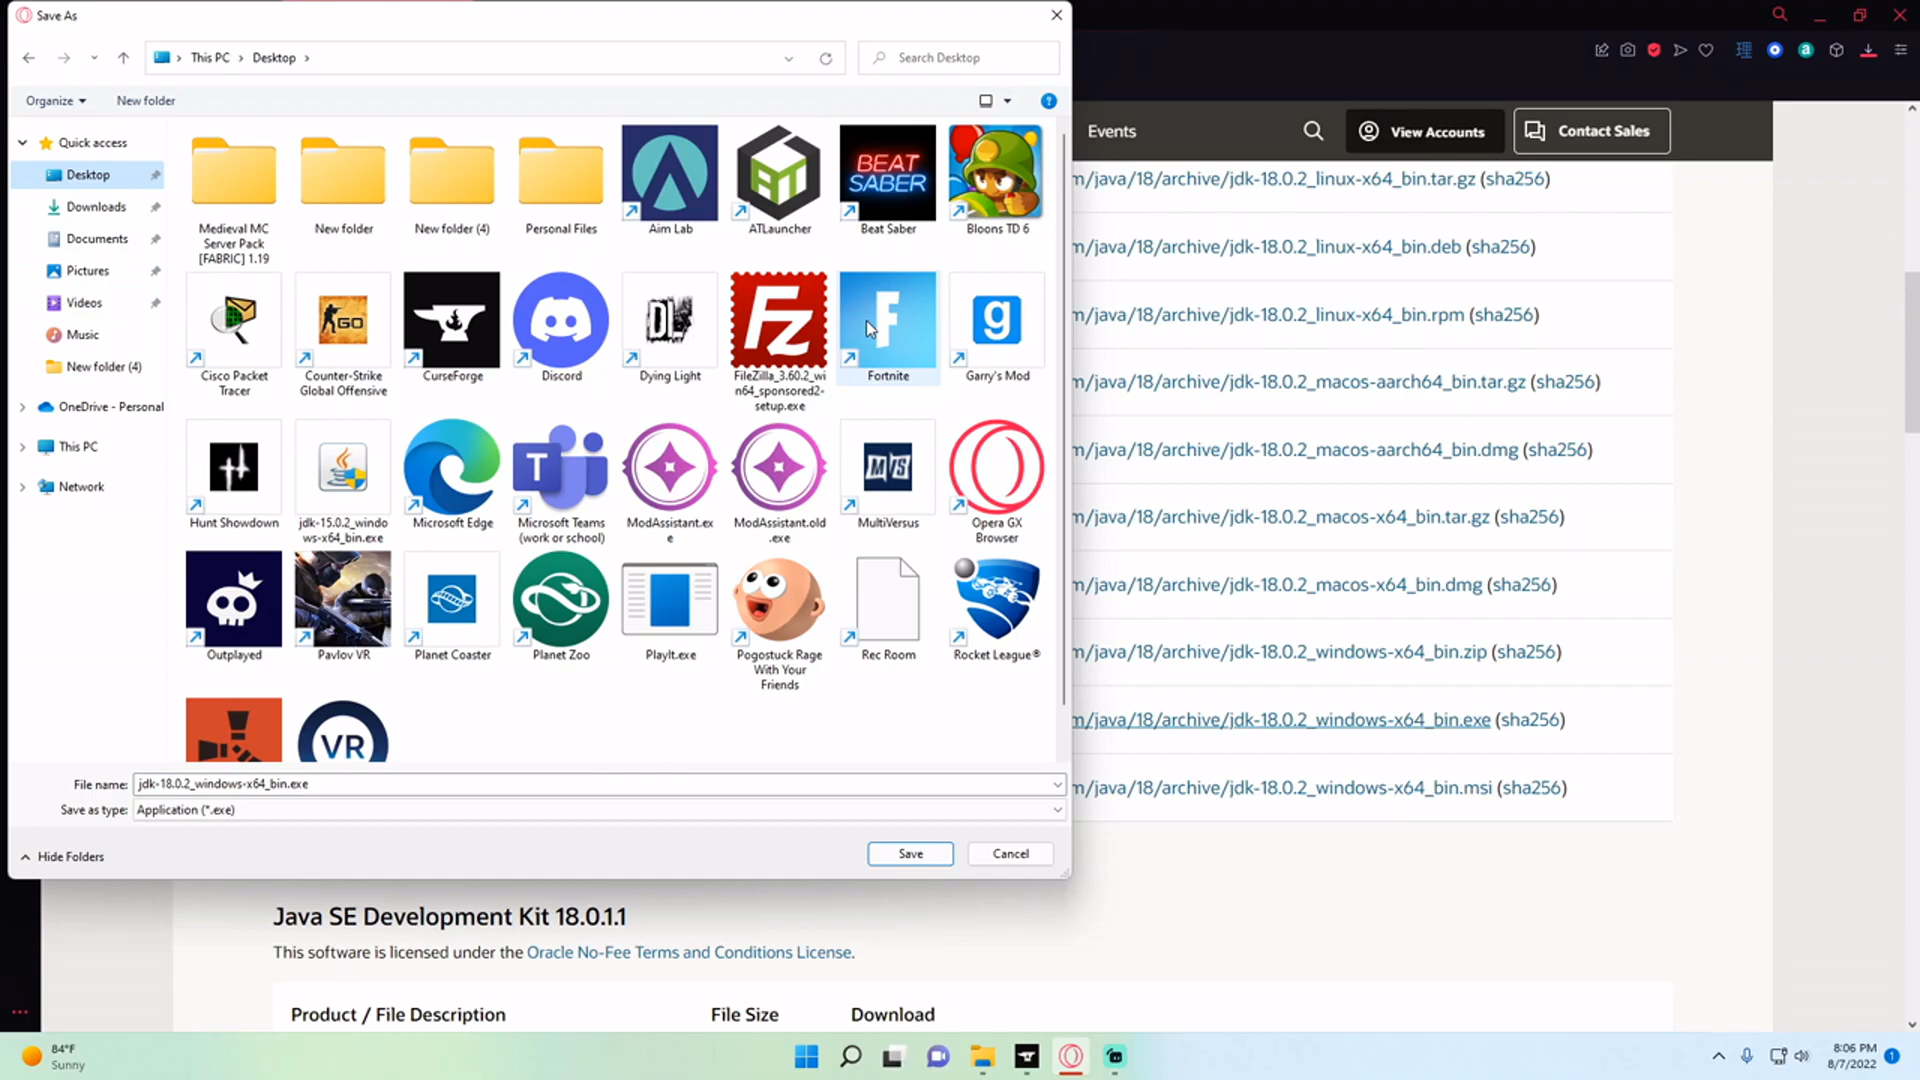 Save As
This PC
Desktop
Search Desktop
Organize
New folder
Quick access
Desktop
Downloads
Documents
Pictures
Videos
Music
New folder (4)
OneDrive - Personal
This PC
Network
Medieval MC
Server Pack
[FABRIC] 1.19
New folder
New folder (4)
Personal Files
Aim Lab
ATLauncher
BEAT
SABER
Beat Saber
Bloons TD 6
Cisco Packet
Tracer
GO
Counter-Strike
Global Offensive
CurseForge
Discord
DL
Dying Light
Fz
FileZilla_3.60.2_wi
n64_sponsored2-
setup.exe
F
Fortnite
g
Garry's Mod
Hunt Showdown
jdk-15.0.2_windo
ws-x64_bin.exe
Microsoft Edge
T
Microsoft Teams
(work or school)
ModAssistant.ex
e
ModAssistant.old
.exe
MVS
MultiVersus
Opera GX
Browser
Outplayed
Pavlov VR
Planet Coaster
Planet Zoo
PlayIt.exe
Pogostuck Rage
With Your
Friends
Rec Room
Rocket League®
VR
File name:
jdk-18.0.2_windows-x64_bin.exe
Save as type:
Application (*.exe)
Hide Folders
Save
Cancel
Events
View Accounts
Contact Sales
m/java/18/archive/jdk-18.0.2_linux-x64_bin.tar.gz (sha256)
m/java/18/archive/jdk-18.0.2_linux-x64_bin.deb (sha256)
m/java/18/archive/jdk-18.0.2_linux-x64_bin.rpm (sha256)
m/java/18/archive/jdk-18.0.2_macos-aarch64_bin.tar.gz (sha256)
m/java/18/archive/jdk-18.0.2_macos-aarch64_bin.dmg (sha256)
m/java/18/archive/jdk-18.0.2_macos-x64_bin.tar.gz (sha256)
m/java/18/archive/jdk-18.0.2_macos-x64_bin.dmg (sha256)
m/java/18/archive/jdk-18.0.2_windows-x64_bin.zip (sha256)
m/java/18/archive/jdk-18.0.2_windows-x64_bin.exe (sha256)
m/java/18/archive/jdk-18.0.2_windows-x64_bin.msi (sha256)
Java SE Development Kit 18.0.1.1
This software is licensed under the Oracle No-Fee Terms and Conditions License.
Product / File Description
File Size
Download
84°F
Sunny
8:06 PM
8/7/2022
1